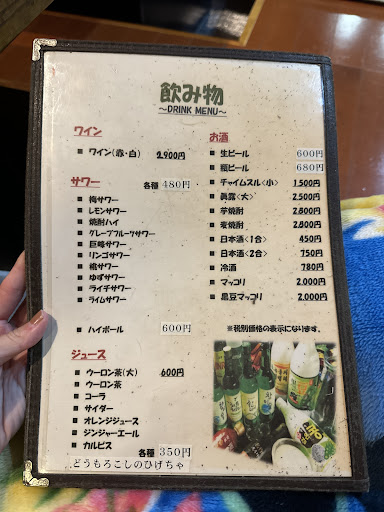 飲み物
~DRINK MENU~
ワイン
■ ワイン(赤・白) 2,900円
サワー 各種 480円
■ 梅サワー
■ レモンサワー
■ 焼酎ハイ
■ グレープフルーツサワー
■ 巨峰サワー
■ リンゴサワー
■ 桃サワー
■ ゆずサワー
■ ライチサワー
■ ライムサワー
■ ハイボール 600円
ジュース
■ ウーロン茶(大) 600円
■ ウーロン茶
■ コーラ
■ サイダー
■ オレンジジュース
■ ジンジャーエール
■ カルピス 各種 350円
どうもろこしのひげちゃ
お酒
■ 生ビール 600円
■ 瓶ビール 680円
■ チャイムスル<小> 1,500円
■ 眞露<大> 2,500円
■ 芋焼酎 2,800円
■ 麦焼酎 2,800円
■ 日本酒<1合> 450円
■ 日本酒<2合> 750円
■ 冷酒 780円
■ マッコリ 2,000円
■ 黒豆マッコリ 2,000円
※税別価格の表示になります。